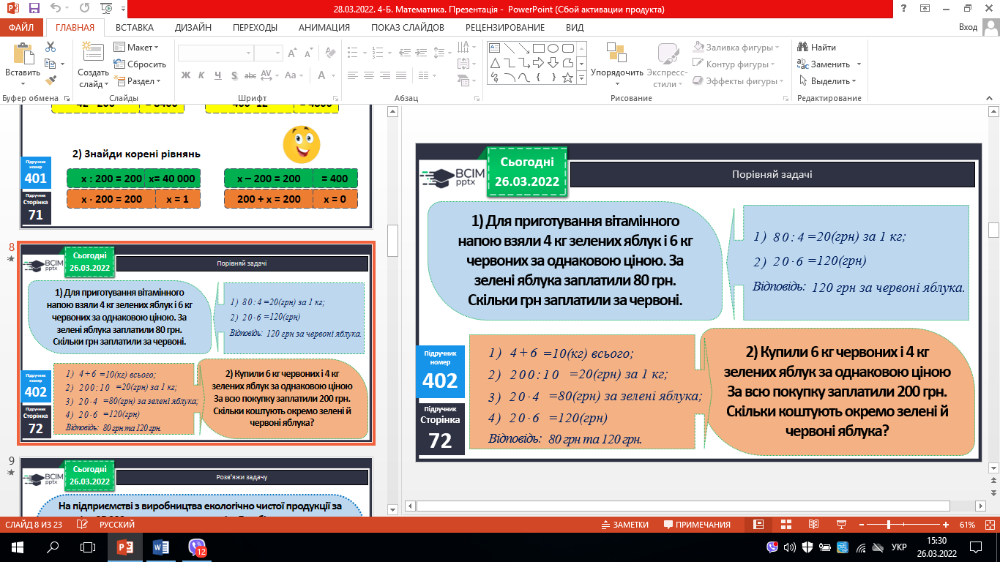 28.03.2022. 4-Б. Математика. Презентація - PowerPoint (Сбой активации продукта)
ФАЙЛ ГЛАВНАЯ ВСТАВКА ДИЗАЙН ПЕРЕХОДЫ АНИМАЦИЯ ПОКАЗ СЛАЙДОВ РЕЦЕНЗИРОВАНИЕ ВИД Вход
Вставить
Буфер обмена
Создать слайд
Макет
Сбросить
Раздел
Слайды
Ж К Ч S abc AV Aa A
Шрифт
Абзац
Упорядочить
Экспресс-стили
Заливка фигуры
Контур фигуры
Эффекты фигуры
Рисование
Найти
Заменить
Выделить
Редактирование
2) Знайди корені рівнянь
Підручник номер
401
Підручник Сторінка
71
x : 200 = 200 x= 40 000
x – 200 = 200 = 400
x · 200 = 200 x = 1
200 + x = 200 x = 0
8
Сьогодні
26.03.2022
BCIM pptx
Порівняй задачі
1) Для приготування вітамінного
напою взяли 4 кг зелених яблук і 6 кг
червоних за однаковою ціною. За
зелені яблука заплатили 80 грн.
Скільки грн заплатили за червоні.
1) 80 : 4 =20(грн) за 1 кг;
2) 20 · 6 =120(грн)
Відповідь: 120 грн за червоні яблука.
Підручник номер
402
Підручник Сторінка
72
1) 4 + 6 =10(кг) всього;
2) 200 : 10 =20(грн) за 1 кг;
3) 20 · 4 =80(грн) за зелені яблука;
4) 20 · 6 =120(грн)
Відповідь: 80 грн та 120 грн.
2) Купили 6 кг червоних і 4 кг
зелених яблук за однаковою ціною
За всю покупку заплатили 200 грн.
Скільки коштують окремо зелені й
червоні яблука?
9
Сьогодні
26.03.2022
BCIM pptx
Розв'яжи задачу
На підприємстві з виробництва екологічно чистої продукції за
Сьогодні
26.03.2022
BCIM pptx
Порівняй задачі
1) Для приготування вітамінного
напою взяли 4 кг зелених яблук і 6 кг
червоних за однаковою ціною. За
зелені яблука заплатили 80 грн.
Скільки грн заплатили за червоні.
1) 80 : 4 =20(грн) за 1 кг;
2) 20 · 6 =120(грн)
Відповідь: 120 грн за червоні яблука.
Підручник номер
402
Підручник Сторінка
72
1) 4 + 6 =10(кг) всього;
2) 200 : 10 =20(грн) за 1 кг;
3) 20 · 4 =80(грн) за зелені яблука;
4) 20 · 6 =120(грн)
Відповідь: 80 грн та 120 грн.
2) Купили 6 кг червоних і 4 кг
зелених яблук за однаковою ціною
За всю покупку заплатили 200 грн.
Скільки коштують окремо зелені й
червоні яблука?
СЛАЙД 8 ИЗ 23 РУССКИЙ ЗАМЕТКИ ПРИМЕЧАНИЯ 61%
12
УКР
15:30
26.03.2022